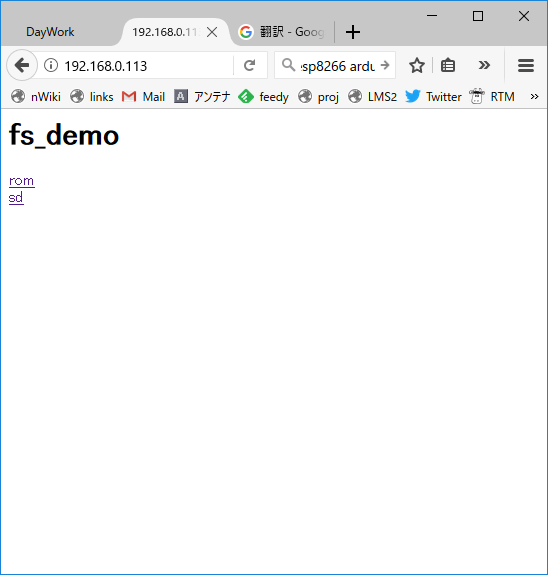 DayWork
192.168.0.11
翻訳 - Goog
192.168.0.113
sp8266 ardu
nWiki
links
Mail
アンテナ
feedy
proj
LMS2
Twitter
RTM
fs_demo
rom
sd